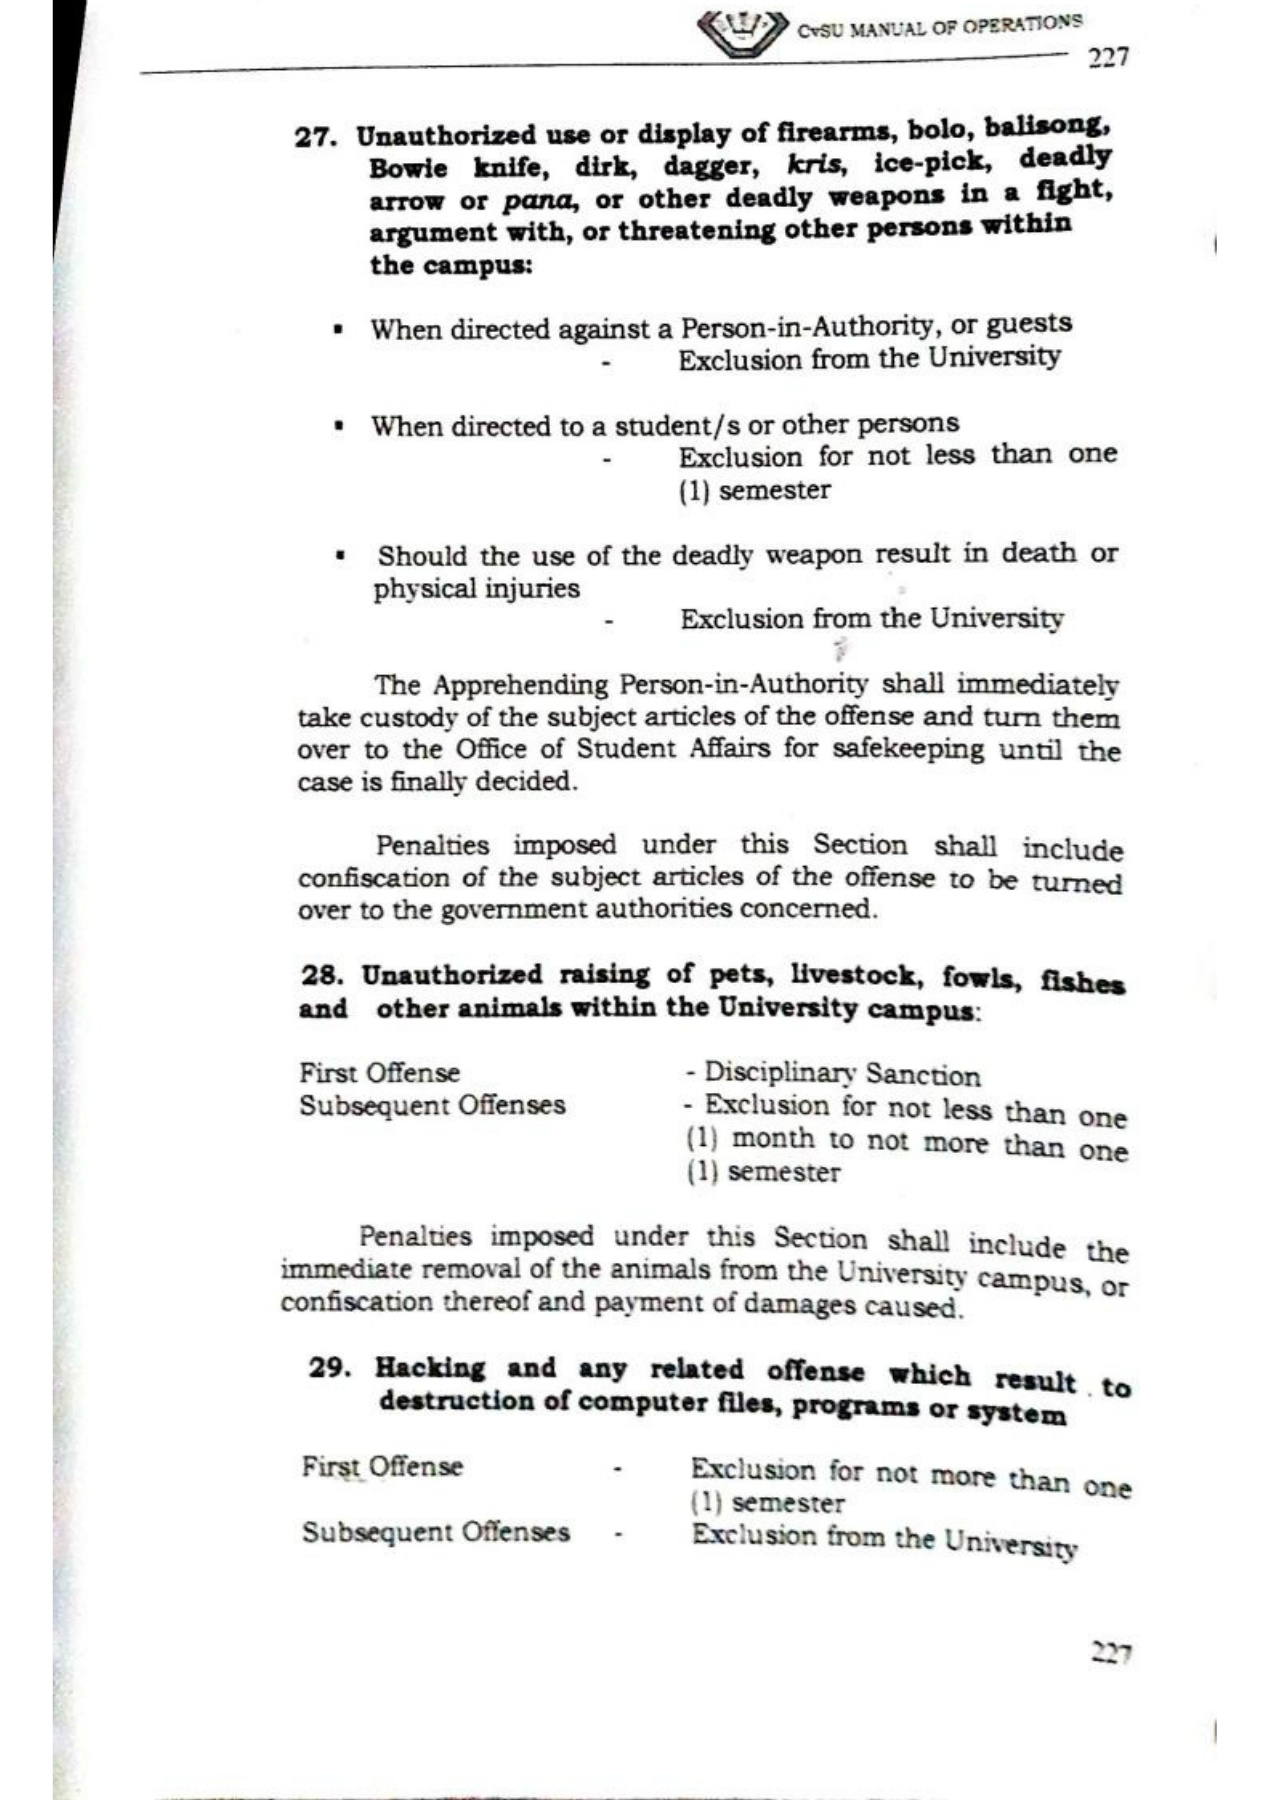 CvSU MANUAL OF OPERATIONS
227
27. Unauthorized use or display of firearms, bolo, balisong,
Bowie knife, dirk, dagger, kris, ice-pick, deadly
arrow or pana, or other deadly weapons in a fight,
argument with, or threatening other persons within
the campus:
▪ When directed against a Person-in-Authority, or guests
- Exclusion from the University
▪ When directed to a student/s or other persons
- Exclusion for not less than one
(1) semester
▪ Should the use of the deadly weapon result in death or
physical injuries
- Exclusion from the University
The Apprehending Person-in-Authority shall immediately
take custody of the subject articles of the offense and turn them
over to the Office of Student Affairs for safekeeping until the
case is finally decided.
Penalties imposed under this Section shall include
confiscation of the subject articles of the offense to be turned
over to the government authorities concerned.
28. Unauthorized raising of pets, livestock, fowls, fishes
and other animals within the University campus:
First Offense - Disciplinary Sanction
Subsequent Offenses - Exclusion for not less than one
(1) month to not more than one
(1) semester
Penalties imposed under this Section shall include the
immediate removal of the animals from the University campus, or
confiscation thereof and payment of damages caused.
29. Hacking and any related offense which result to
destruction of computer files, programs or system
First Offense - Exclusion for not more than one
(1) semester
Subsequent Offenses - Exclusion from the University
227